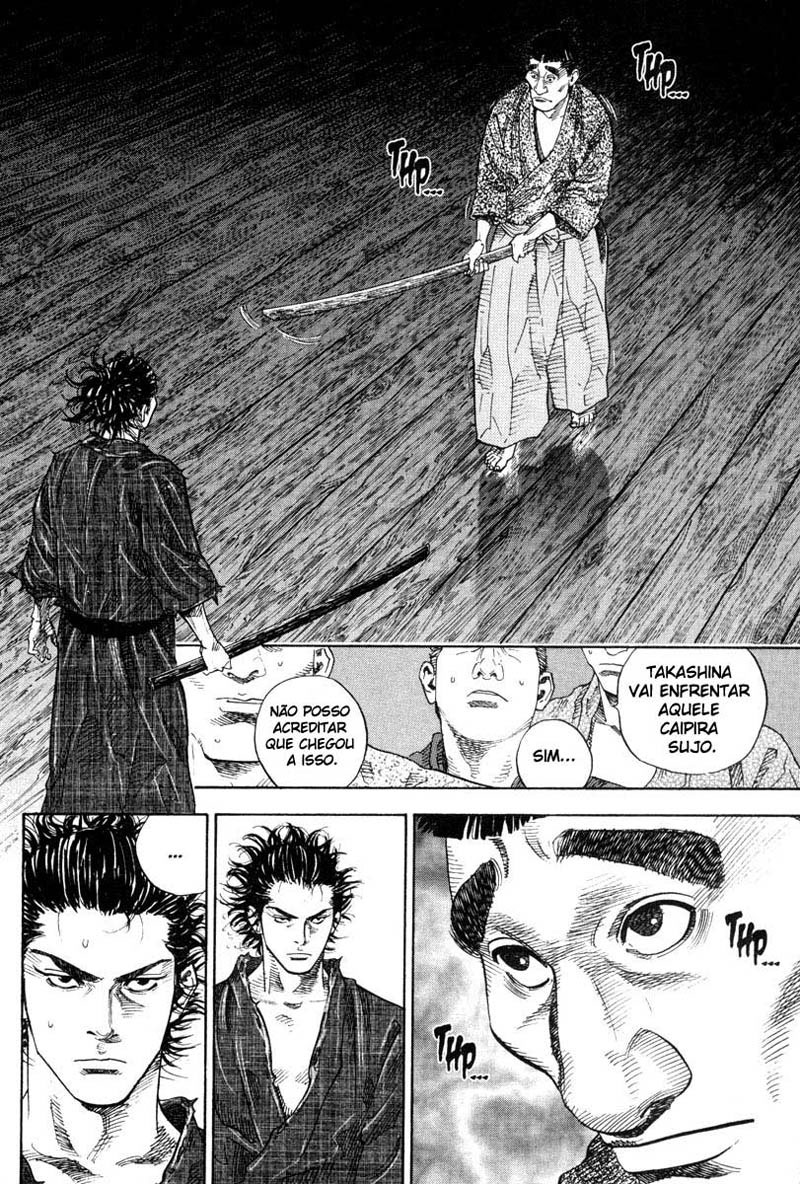 THP...
THP...
TAKASHINA
VAI ENFRENTAR
AQUELE
CAIPIRA
SUJO.
SIM...
NÃO POSSO
ACREDITAR
QUE CHEGOU
A ISSO.
...
THP...
THP...